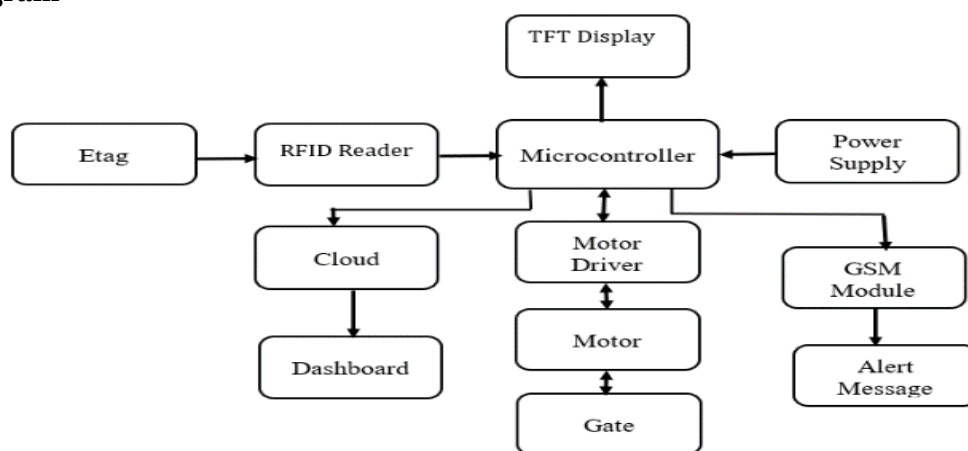 TFT Display
Etag
RFID Reader
Microcontroller
Power
Supply
Cloud
Motor
Driver
GSM
Module
Dashboard
Motor
Alert
Message
Gate